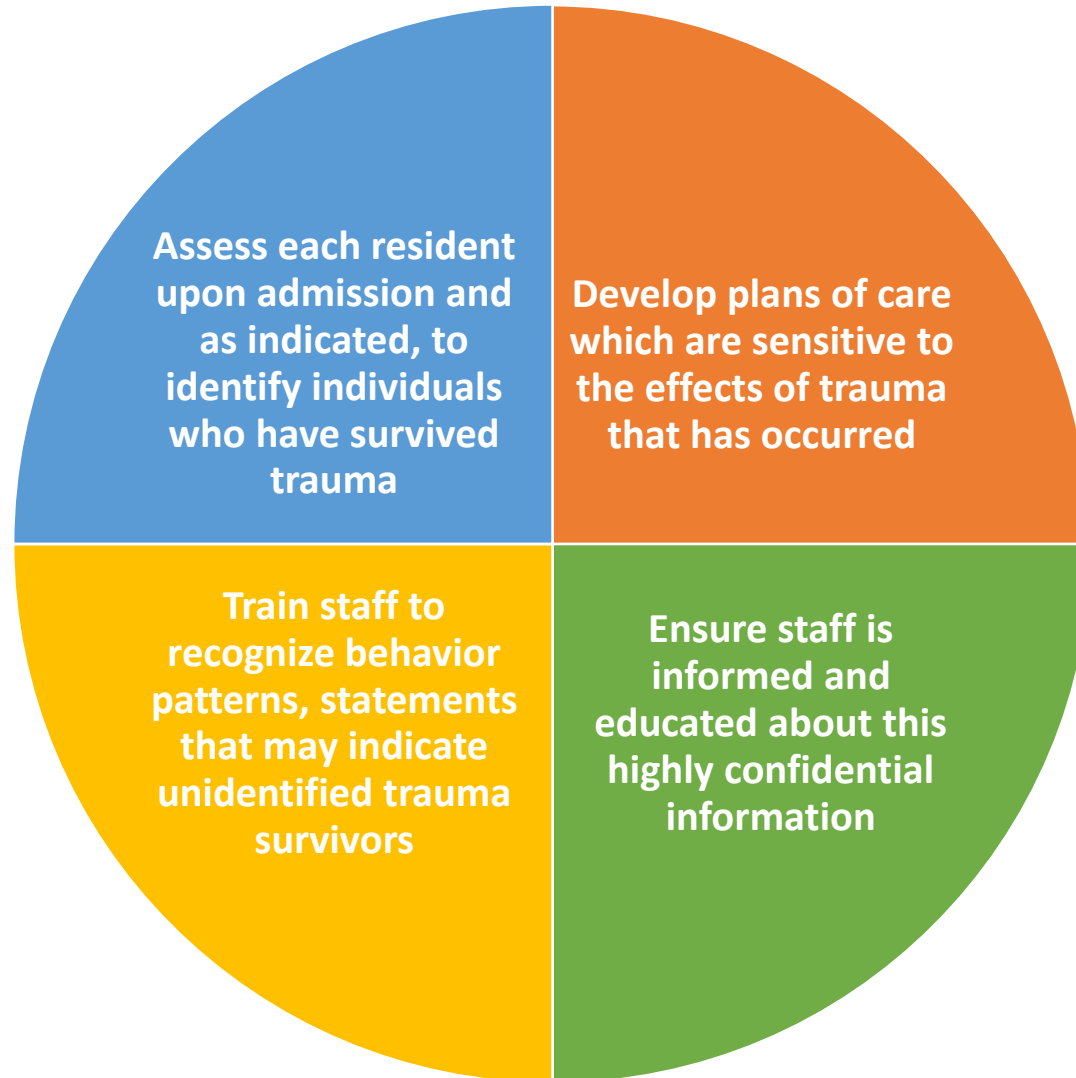 Assess each resident
upon admission and
as indicated, to
identify individuals
who have survived
trauma
Develop plans of care
which are sensitive to
the effects of trauma
that has occurred
Train staff to
recognize behavior
patterns, statements
that may indicate
unidentified trauma
survivors
Ensure staff is
informed and
educated about this
highly confidential
information